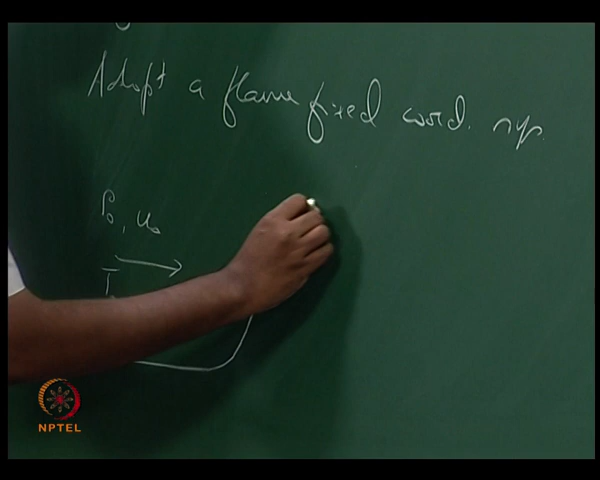 Adopt a flame fixed coord. sys.
ρ₀, u₀
T
NPTEL